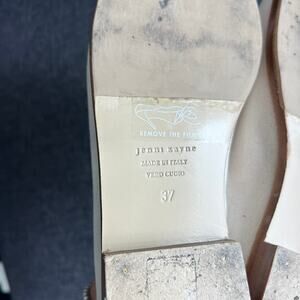 REMOVE THE FILM
jenni kayne
MADE IN ITALY
VERO CUOIO
37